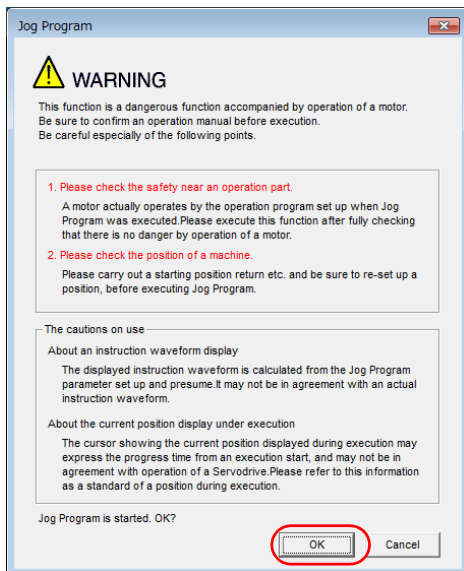 Jog Program
WARNING
This function is a dangerous function accompanied by operation of a motor.
Be sure to confirm an operation manual before execution.
Be careful especially of the following points.
1. Please check the safety near an operation part.
A motor actually operates by the operation program set up when Jog
Program was executed.Please execute this function after fully checking
that there is no danger by operation of a motor.
2. Please check the position of a machine.
Please carry out a starting position return etc. and be sure to re-set up a
position, before executing Jog Program.
The cautions on use
About an instruction waveform display
The displayed instruction waveform is calculated from the Jog Program
parameter set up and presume.It may not be in agreement with an actual
instruction waveform.
About the current position display under execution
The cursor showing the current position displayed during execution may
express the progress time from an execution start, and may not be in
agreement with operation of a Servodrive.Please refer to this information
as a standard of a position during execution.
Jog Program is started. OK?
OK
Cancel